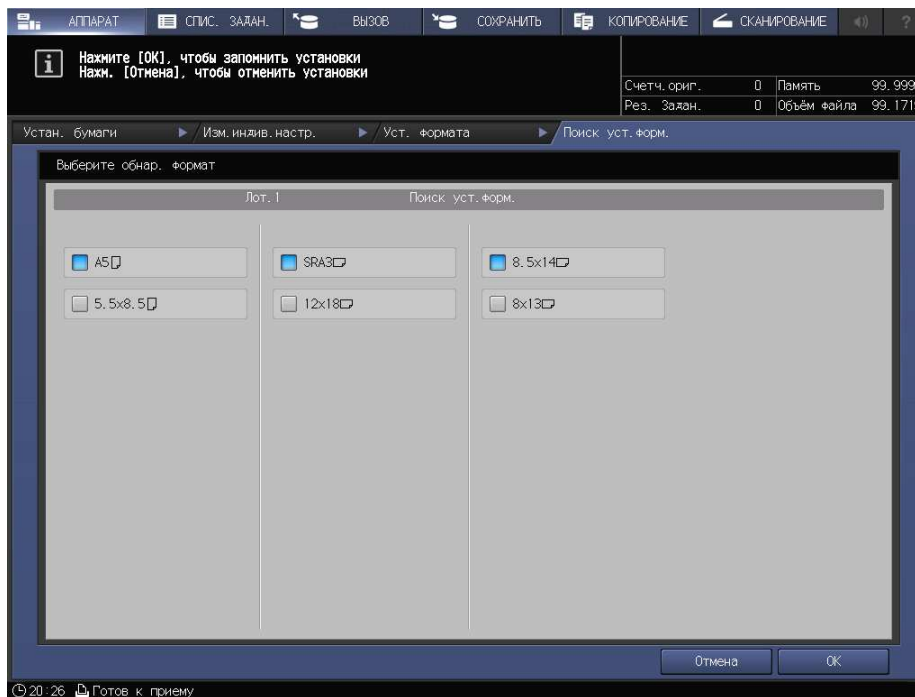 АППАРАТ СПИС. ЗАДАН. ВЫЗОВ СОХРАНИТЬ КОПИРОВАНИЕ СКАНИРОВАНИЕ ?
Нажмите [OK], чтобы запомнить установки
Нажм. [Отмена], чтобы отменить установки
Счетч.ориг. 0 Память 99.999
Рез. Задан. 0 Объём файла 99.171
Устан. бумаги Изм.индив.настр. Уст. формата Поиск уст.форм.
Выберите обнар. формат
Лот.1 Поиск уст.форм.
A5 SRA3 8.5x14
5.5x8.5 12x18 8x13
Отмена OK
20:26 Готов к приему